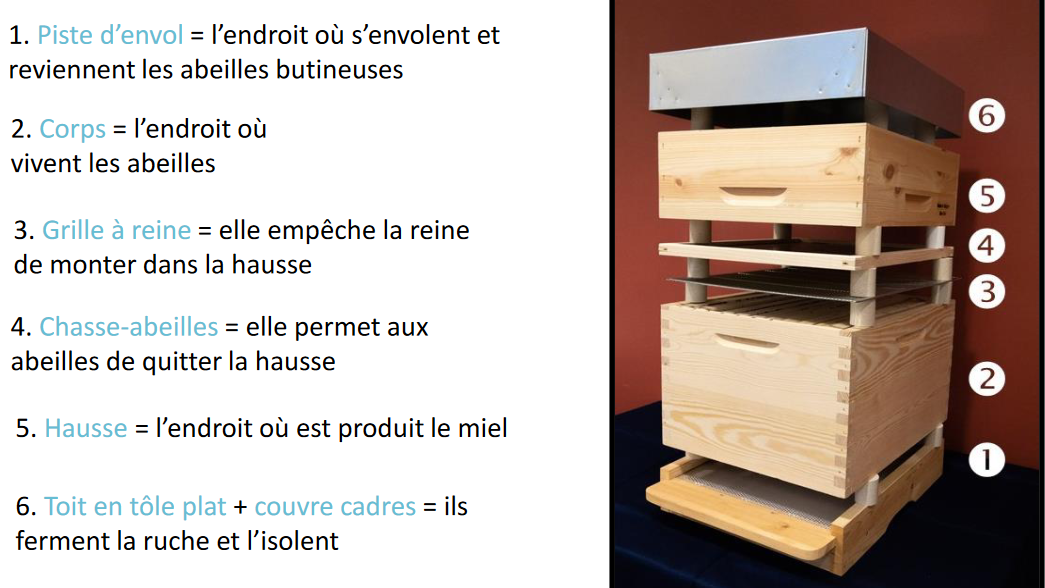 1. Piste d’envol = l’endroit où s’envolent et
reviennent les abeilles butineuses
2. Corps = l’endroit où
vivent les abeilles
3. Grille à reine = elle empêche la reine
de monter dans la hausse
4. Chasse-abeilles = elle permet aux
abeilles de quitter la hausse
5. Hausse = l’endroit où est produit le miel
6. Toit en tôle plat + couvre cadres = ils
ferment la ruche et l’isolent
6
5
4
3
2
1